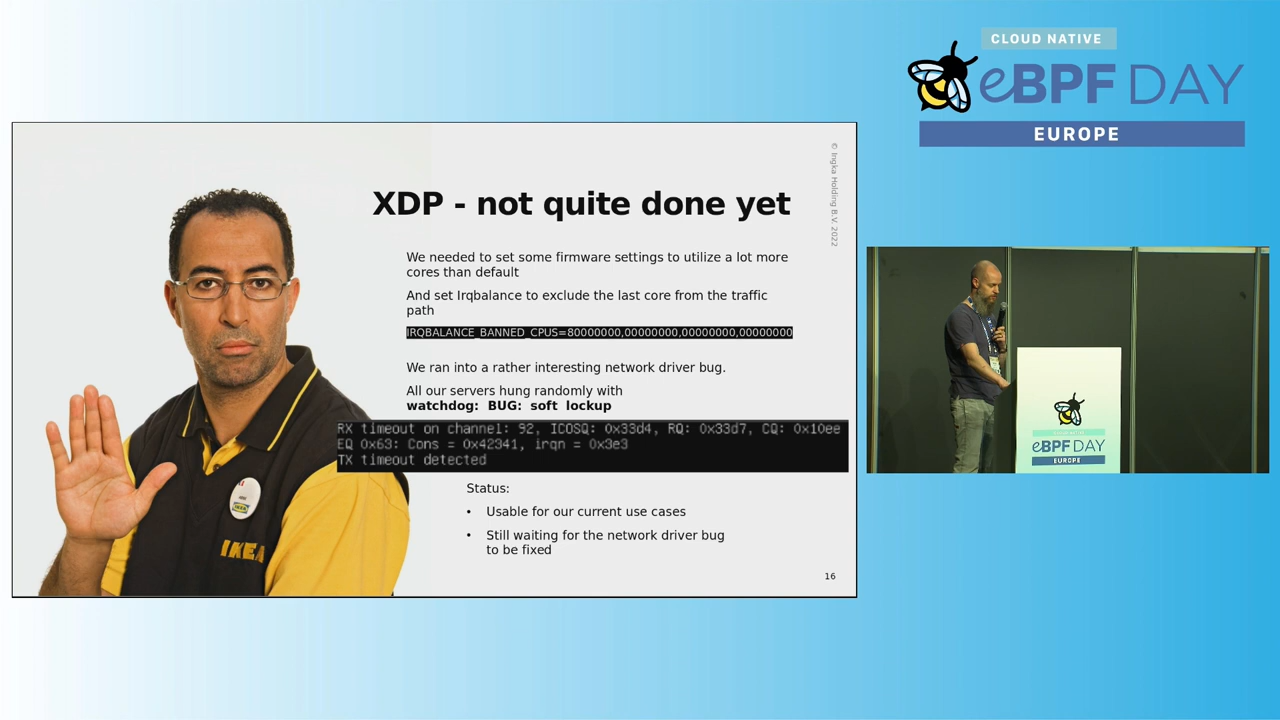 CLOUD NATIVE
eBPF DAY
EUROPE
© Ingka Holding B.V. 2022
XDP - not quite done yet
We needed to set some firmware settings to utilize a lot more
cores than default
And set Irqbalance to exclude the last core from the traffic
path
IRQBALANCE_BANNED_CPUS=80000000,00000000,00000000,00000000
We ran into a rather interesting network driver bug.
All our servers hung randomly with
watchdog: BUG: soft lockup
RX timeout on channel: 92, ICOSQ: 0x33d4, RQ: 0x33d7, CQ: 0x10ee
EQ 0x63: Cons = 0x42341, irqn = 0x3e3
TX timeout detected
Status:
• Usable for our current use cases
• Still waiting for the network driver bug
to be fixed
16
IKEA
eBPF DAY
EUROPE